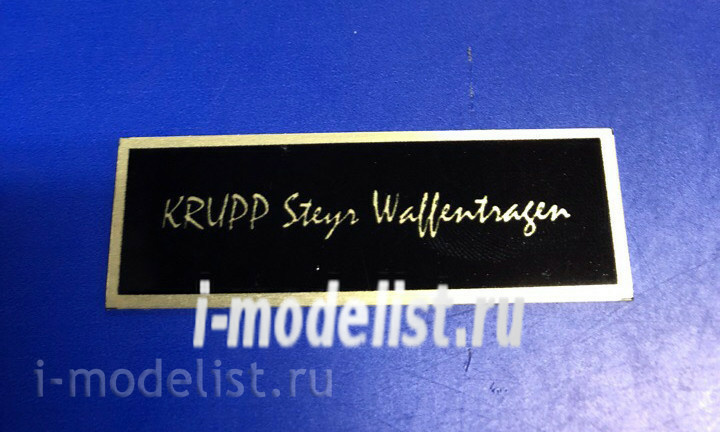 KRUPP Steyr Waffentragen
i-modelist.ru
i-modelist.ru